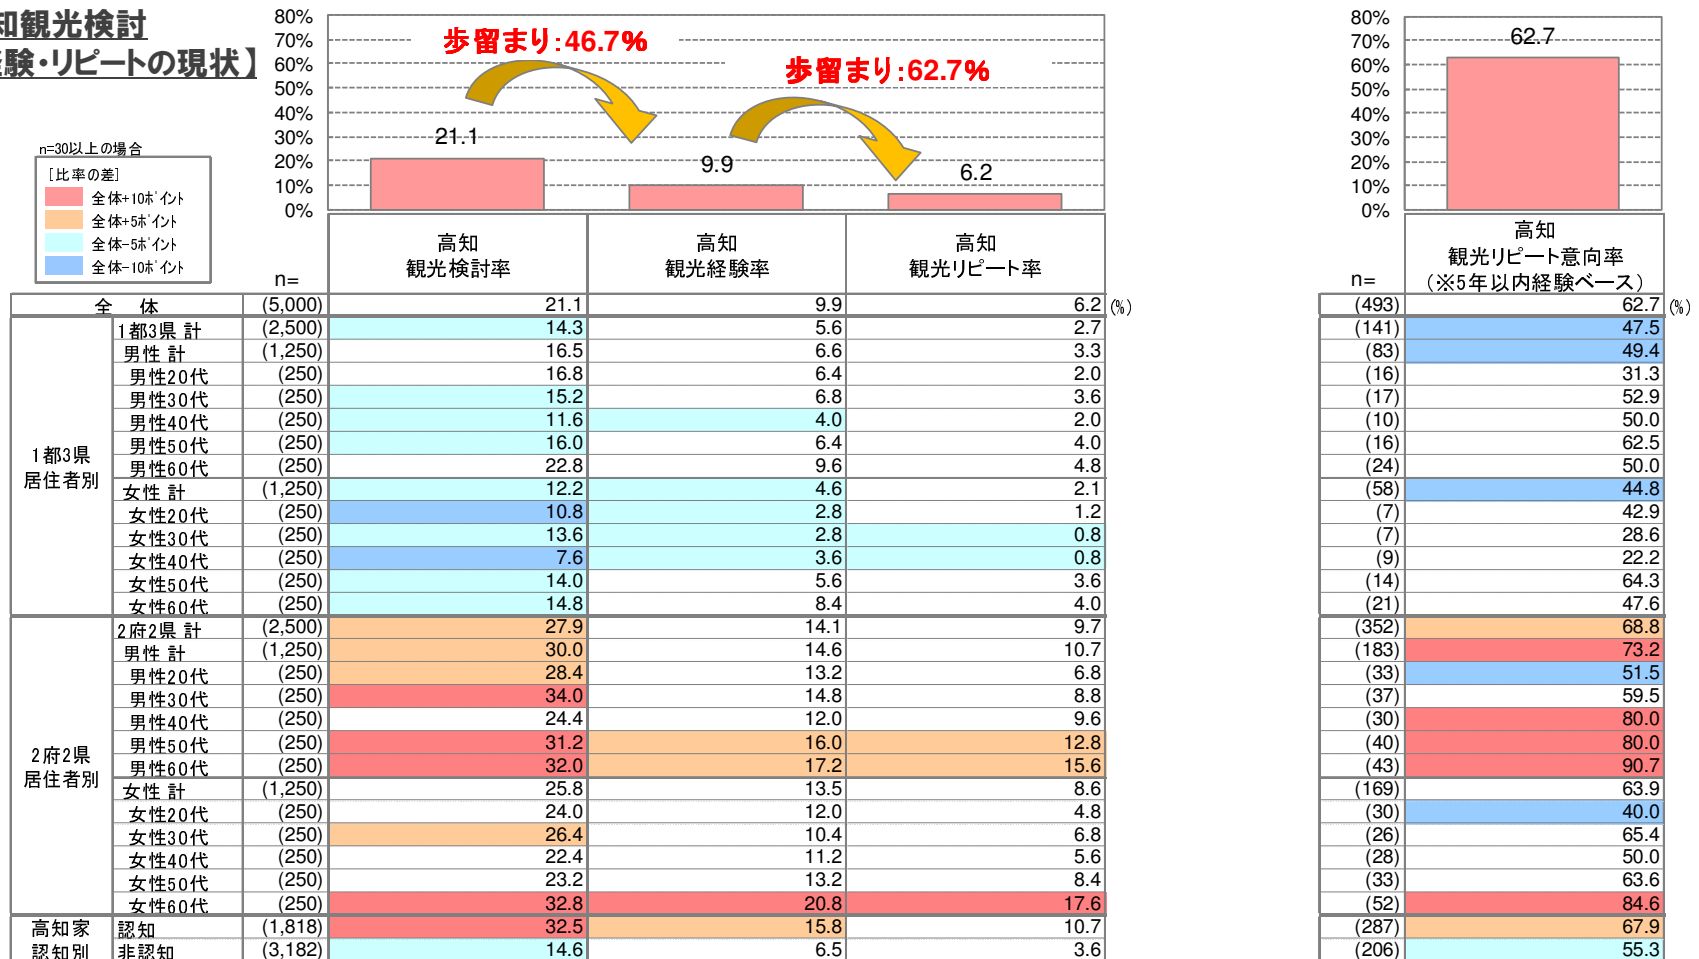 知観光検討
験・リピートの現状】
n=30以上の場合
[比率の差]
全体+10ポイント
全体+5ポイント
全体-5ポイント
全体-10ポイント
80%
70%
60%
50%
40%
30%
20%
10%
0%
歩留まり:46.7%
歩留まり:62.7%
21.1
9.9
6.2
80%
70%
60%
50%
40%
30%
20%
10%
0%
62.7
n=
高知
観光検討率
高知
観光経験率
高知
観光リピート率
n=
高知
観光リピート意向率
(※5年以内経験ベース)
全 体 (5,000) 21.1 9.9 6.2 (%) (493) 62.7 (%)
1都3県
居住者別
1都3県 計 (2,500) 14.3 5.6 2.7 (141) 47.5
男性 計 (1,250) 16.5 6.6 3.3 (83) 49.4
男性20代 (250) 16.8 6.4 2.0 (16) 31.3
男性30代 (250) 15.2 6.8 3.6 (17) 52.9
男性40代 (250) 11.6 4.0 2.0 (10) 50.0
男性50代 (250) 16.0 6.4 4.0 (16) 62.5
男性60代 (250) 22.8 9.6 4.8 (24) 50.0
女性 計 (1,250) 12.2 4.6 2.1 (58) 44.8
女性20代 (250) 10.8 2.8 1.2 (7) 42.9
女性30代 (250) 13.6 2.8 0.8 (7) 28.6
女性40代 (250) 7.6 3.6 0.8 (9) 22.2
女性50代 (250) 14.0 5.6 3.6 (14) 64.3
女性60代 (250) 14.8 8.4 4.0 (21) 47.6
2府2県
居住者別
2府2県 計 (2,500) 27.9 14.1 9.7 (352) 68.8
男性 計 (1,250) 30.0 14.6 10.7 (183) 73.2
男性20代 (250) 28.4 13.2 6.8 (33) 51.5
男性30代 (250) 34.0 14.8 8.8 (37) 59.5
男性40代 (250) 24.4 12.0 9.6 (30) 80.0
男性50代 (250) 31.2 16.0 12.8 (40) 80.0
男性60代 (250) 32.0 17.2 15.6 (43) 90.7
女性 計 (1,250) 25.8 13.5 8.6 (169) 63.9
女性20代 (250) 24.0 12.0 4.8 (30) 40.0
女性30代 (250) 26.4 10.4 6.8 (26) 65.4
女性40代 (250) 22.4 11.2 5.6 (28) 50.0
女性50代 (250) 23.2 13.2 8.4 (33) 63.6
女性60代 (250) 32.8 20.8 17.6 (52) 84.6
高知家
認知別
認知 (1,818) 32.5 15.8 10.7 (287) 67.9
非認知 (3,182) 14.6 6.5 3.6 (206) 55.3